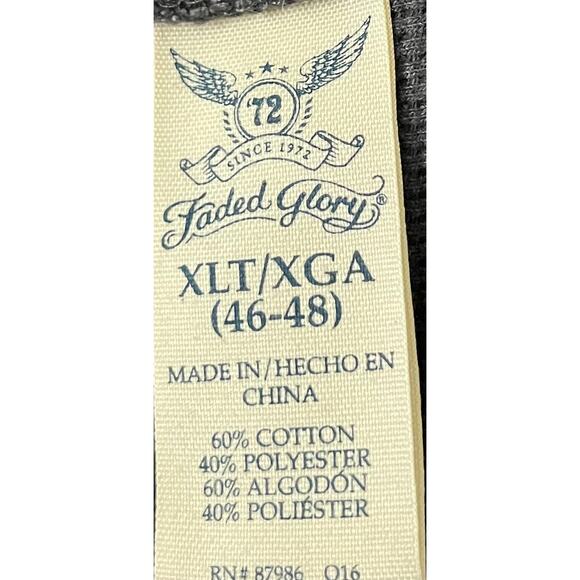 '72
SINCE 1972
Faded Glory®
XLT/XGA
(46-48)
MADE IN/HECHO EN
CHINA
60% COTTON
40% POLYESTER
60% ALGODÓN
40% POLIÉSTER
RN# 87986 O16